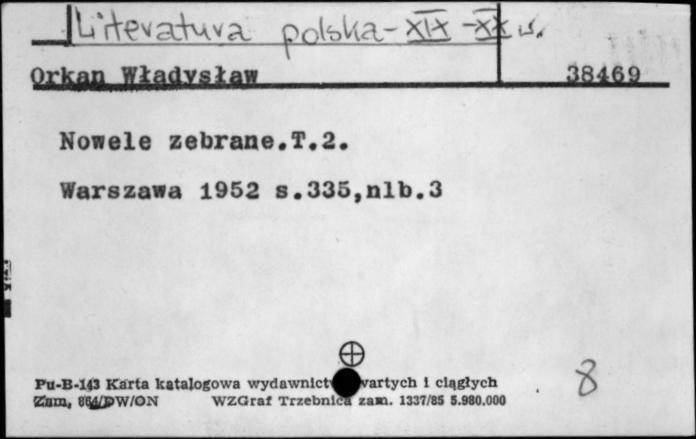 Literatura polska - XIX - XX w.
Orkan Władysław 38469
Nowele zebrane.T.2.
Warszawa 1952 s.335,nlb.3
Pu-B-143 Karta katalogowa wydawnictw zwartych i ciągłych
Zam. 864/DW/ON WZGraf Trzebnica zam. 1337/85 5.980.000
8